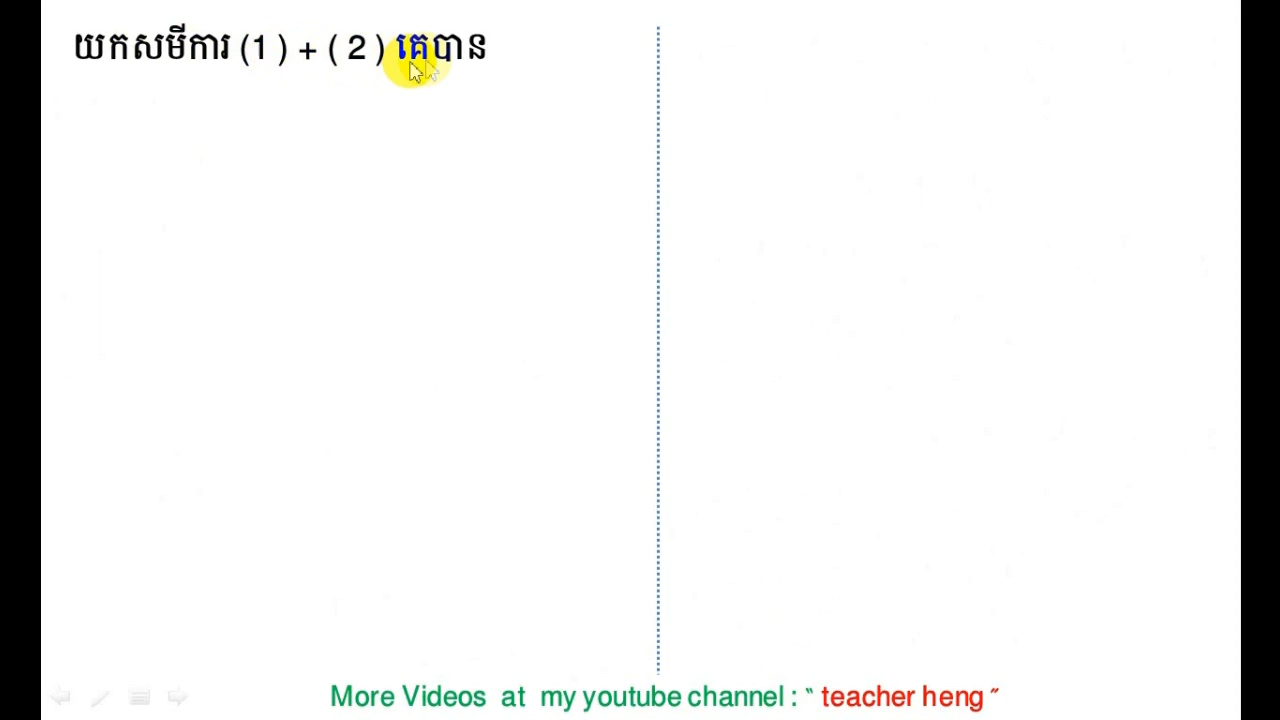 យកសមីការ (1 ) + ( 2 ) គេបាន
More Videos at my youtube channel : “ teacher heng ”